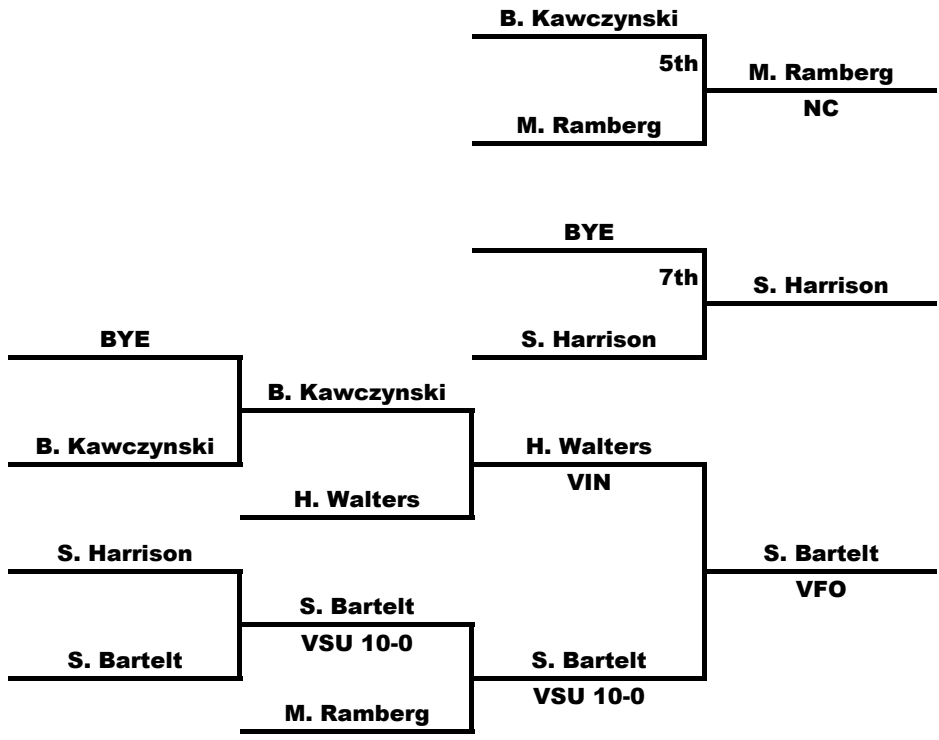 B. Kawczynski
5th
M. Ramberg
NC
M. Ramberg
BYE
7th
S. Harrison
S. Harrison
BYE
B. Kawczynski
B. Kawczynski
H. Walters
VIN
H. Walters
S. Harrison
S. Bartelt
VFO
S. Bartelt
VSU 10-0
S. Bartelt
S. Bartelt
VSU 10-0
M. Ramberg